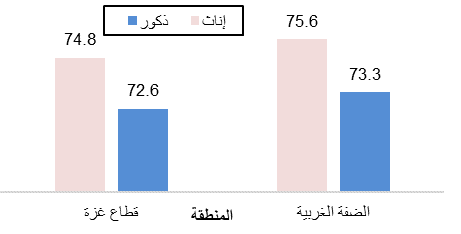 ذكور إناث
75.6
74.8
73.3
72.6
الضفة الغربية
قطاع غزة
المنطقة